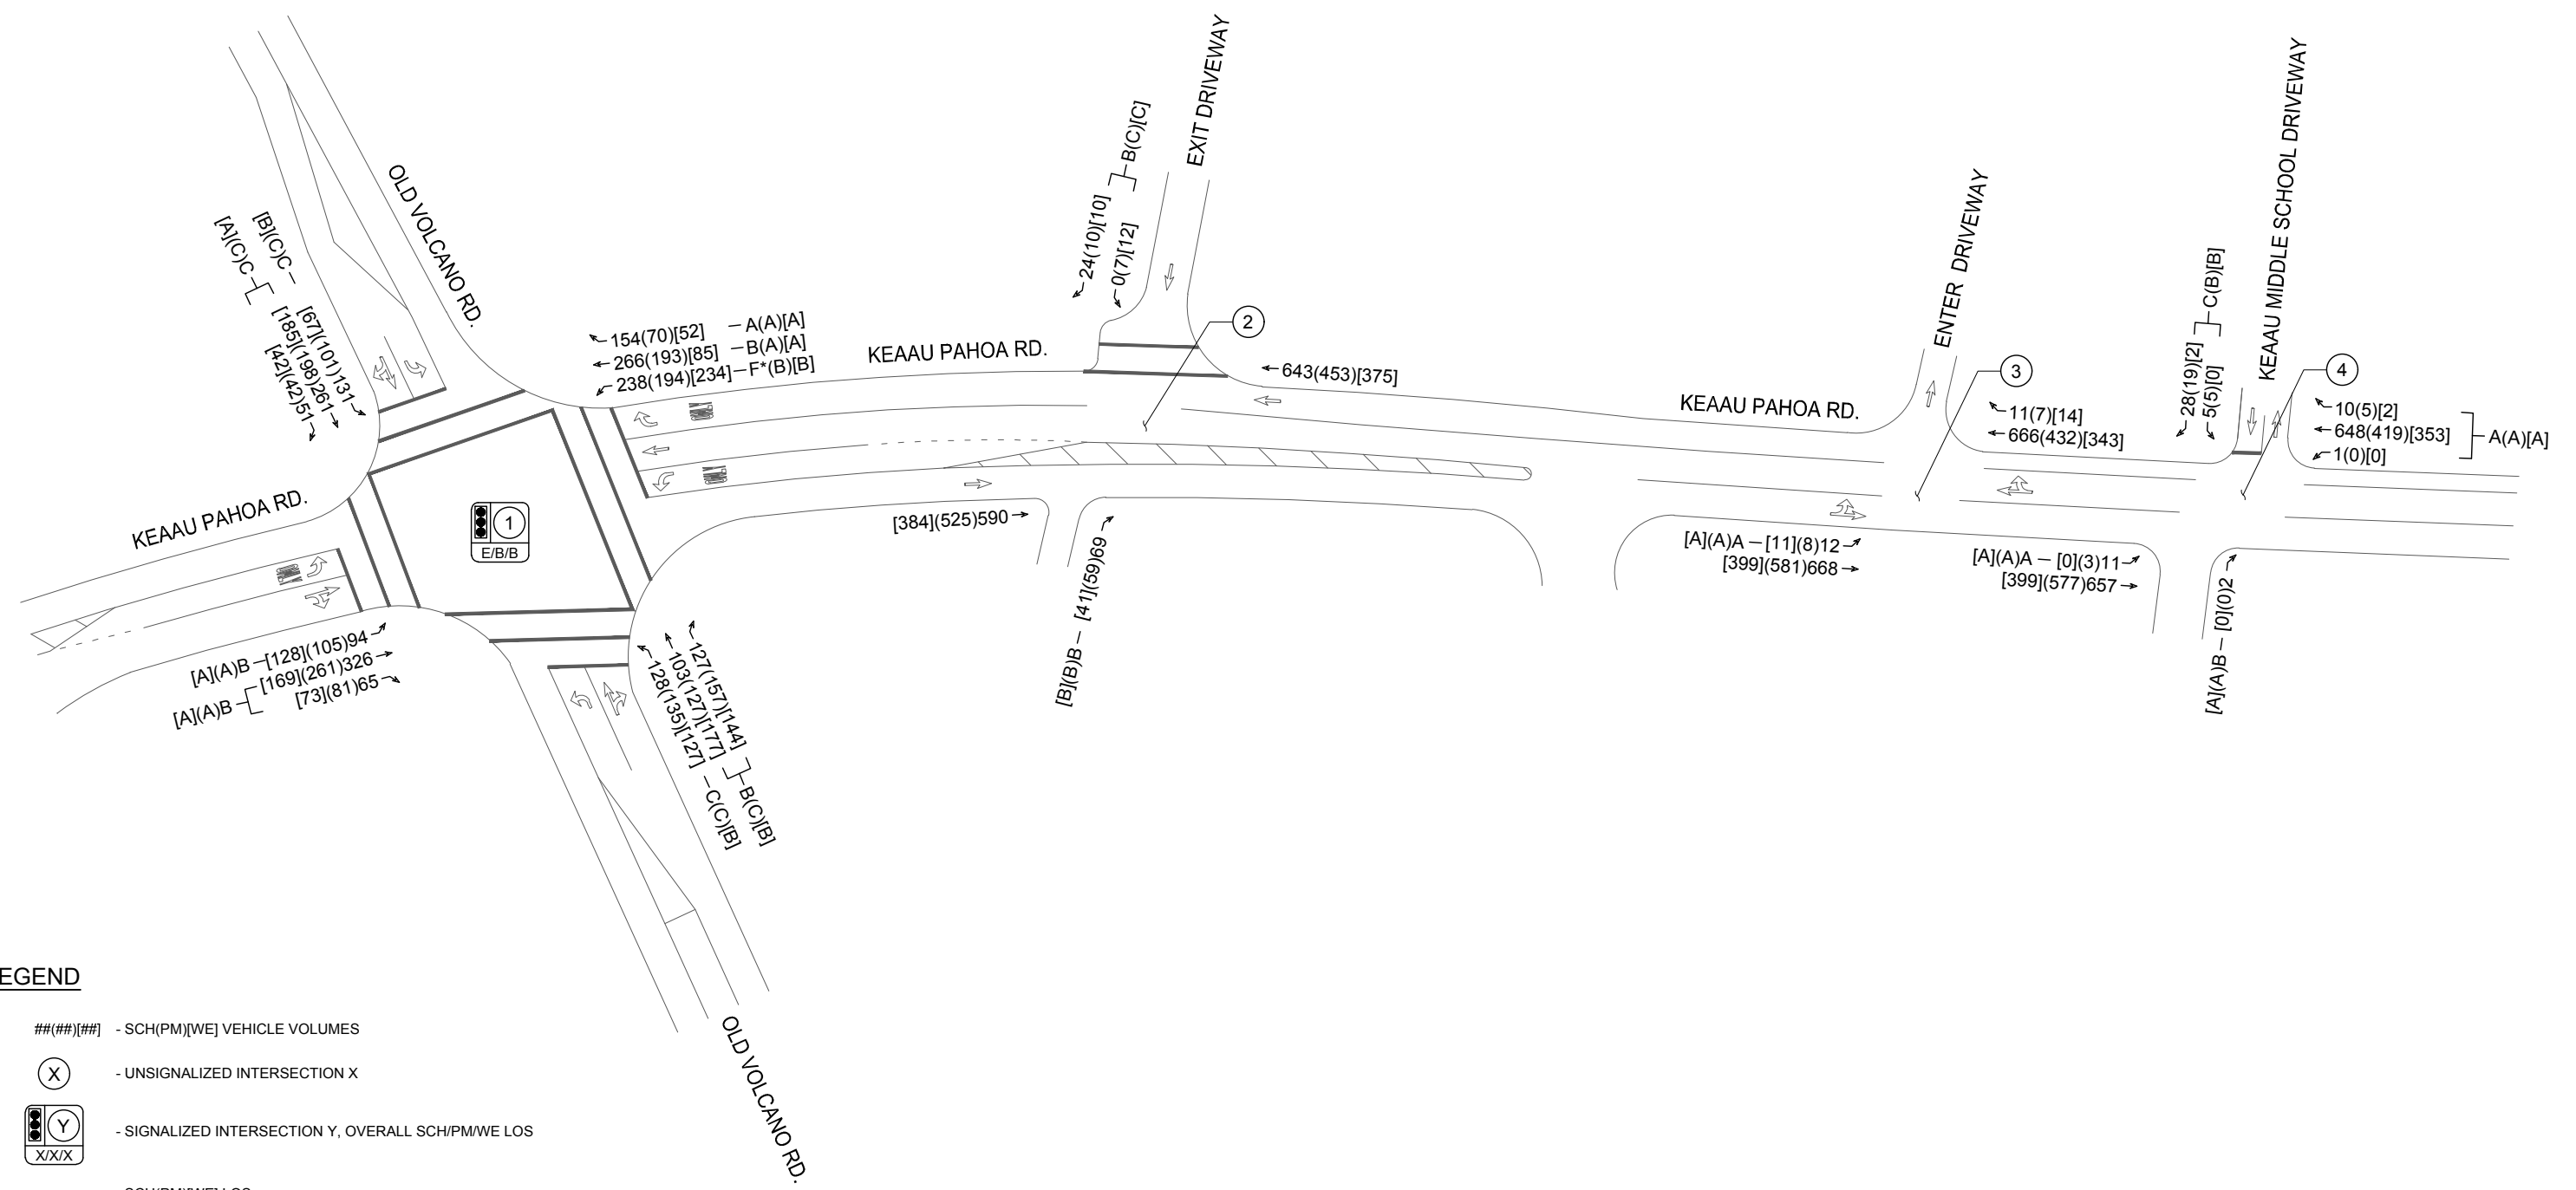 EXIT DRIVEWAY
B(C)[C]
24(10)[10]
0(7)[12]
KEAAU MIDDLE SCHOOL DRIVEWAY
ENTER DRIVEWAY
OLD VOLCANO RD.
[B](C)C
[A](C)C
[67](101)131
[185](198)261
[42](42)51
154(70)[52] A(A)[A]
266(193)[85] B(A)[A]
238(194)[234] F*(B)[B]
KEAAU PAHOA RD.
2
643(453)[375]
KEAAU PAHOA RD.
3
11(7)[14]
666(432)[343]
C(B)[B]
28(19)[2]
5(5)[0]
4
10(5)[2]
648(419)[353] A(A)[A]
1(0)[0]
KEAAU PAHOA RD.
1
E/B/B
[384](525)590
[B](B)B [41](59)69
[A](A)A [11](8)12
[399](581)668
[A](A)A [0](3)11
[399](577)657
[A](A)B [0](0)2
[A](A)B [128](105)94
[A](A)B [169](261)326
[73](81)65
127(157)[144]
103(127)[177] B(C)[B]
128(135)[127] C(C)[B]
OLD VOLCANO RD.
EGEND
##(##)[##] - SCH(PM)[WE] VEHICLE VOLUMES
X - UNSIGNALIZED INTERSECTION X
Y - SIGNALIZED INTERSECTION Y, OVERALL SCH/PM/WE LOS
X/X/X